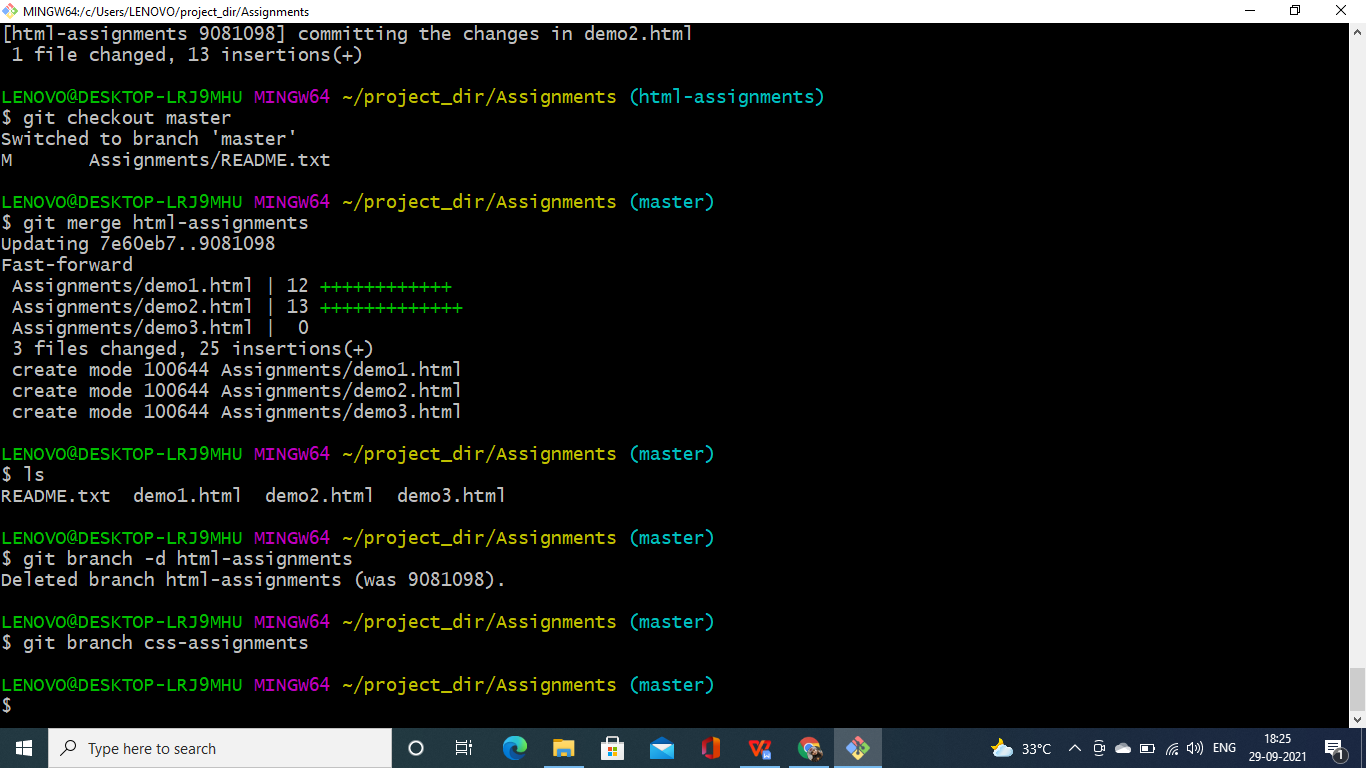 MINGW64:/c/Users/LENOVO/project_dir/Assignments
[html-assignments 9081098] committing the changes in demo2.html
 1 file changed, 13 insertions(+)
LENOVO@DESKTOP-LRJ9MHU MINGW64 ~/project_dir/Assignments (html-assignments)
$ git checkout master
Switched to branch 'master'
M       Assignments/README.txt
LENOVO@DESKTOP-LRJ9MHU MINGW64 ~/project_dir/Assignments (master)
$ git merge html-assignments
Updating 7e60eb7..9081098
Fast-forward
 Assignments/demo1.html | 12 ++++++++++++
 Assignments/demo2.html | 13 +++++++++++++
 Assignments/demo3.html |  0
 3 files changed, 25 insertions(+)
 create mode 100644 Assignments/demo1.html
 create mode 100644 Assignments/demo2.html
 create mode 100644 Assignments/demo3.html
LENOVO@DESKTOP-LRJ9MHU MINGW64 ~/project_dir/Assignments (master)
$ ls
README.txt  demo1.html  demo2.html  demo3.html
LENOVO@DESKTOP-LRJ9MHU MINGW64 ~/project_dir/Assignments (master)
$ git branch -d html-assignments
Deleted branch html-assignments (was 9081098).
LENOVO@DESKTOP-LRJ9MHU MINGW64 ~/project_dir/Assignments (master)
$ git branch css-assignments
LENOVO@DESKTOP-LRJ9MHU MINGW64 ~/project_dir/Assignments (master)
$
Type here to search
33°C
ENG
18:25
29-09-2021
1